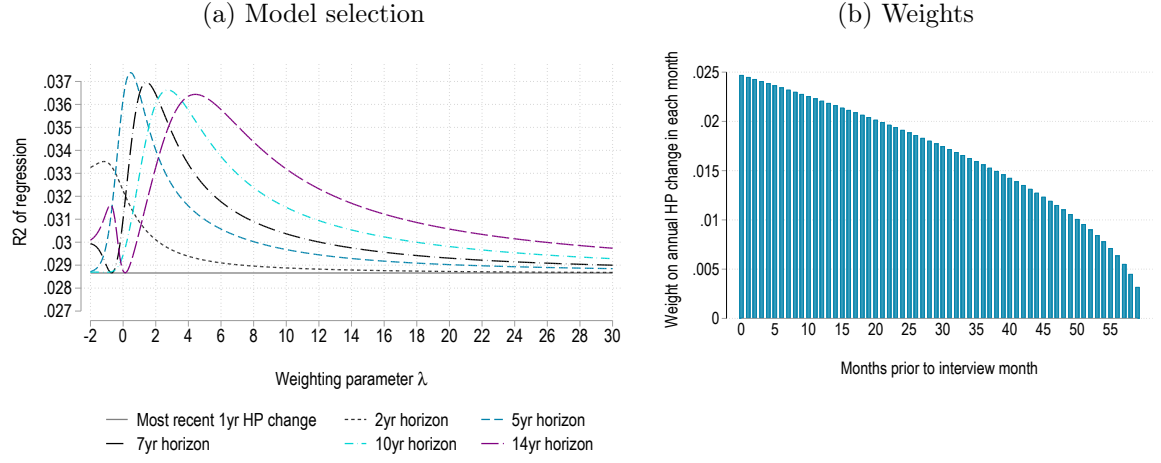 (a) Model selection
R2 of regression
.037
.036
.035
.034
.033
.032
.031
.03
.029
.028
.027
-2 0 2 4 6 8 10 12 14 16 18 20 22 24 26 28 30
Weighting parameter λ
Most recent 1yr HP change 2yr horizon 5yr horizon
7yr horizon 10yr horizon 14yr horizon
(b) Weights
Weight on annual HP change in each month
.025
.02
.015
.01
.005
0
0 5 10 15 20 25 30 35 40 45 50 55
Months prior to interview month